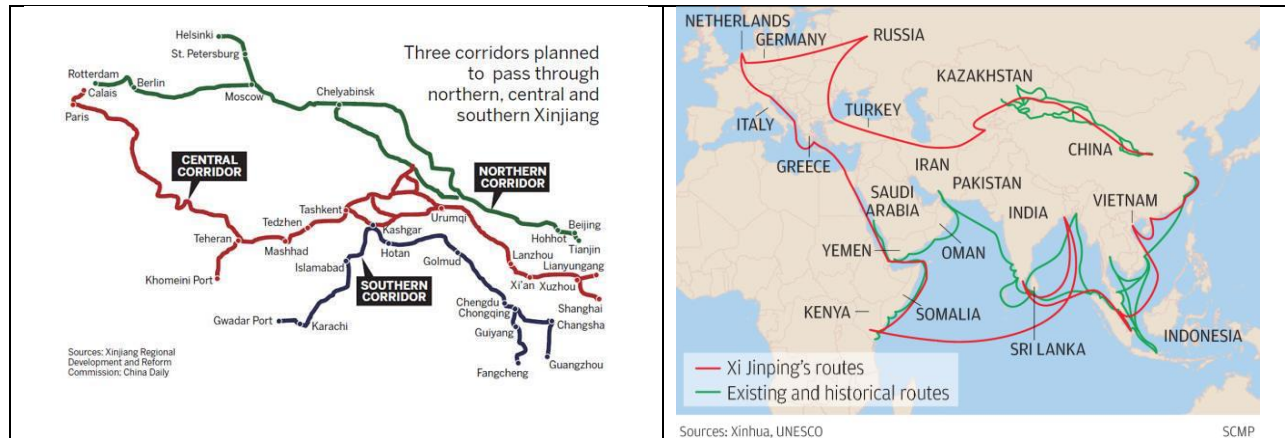 Three corridors planned
to pass through
northern, central and
southern Xinjiang
Helsinki
St. Petersburg
Rotterdam
Calais
Berlin
Paris
Moscow
Chelyabinsk
CENTRAL
CORRIDOR
NORTHERN
CORRIDOR
Tashkent
Tedzhen
Teheran
Mashhad
Khomeini Port
Urumqi
Kashgar
Hotan
Golmud
Islamabad
SOUTHERN
CORRIDOR
Gwadar Port
Karachi
Beijing
Hohhot
Tianjin
Lanzhou
Lianyungang
Xi'an
Xuzhou
Shanghai
Chengdu
Chongqing
Guiyang
Changsha
Guangzhou
Fangcheng
Sources: Xinjiang Regional
Development and Reform
Commission; China Daily
NETHERLANDS
GERMANY
RUSSIA
KAZAKHSTAN
TURKEY
ITALY
GREECE
CHINA
IRAN
PAKISTAN
SAUDI
ARABIA
INDIA
VIETNAM
YEMEN
OMAN
KENYA
SOMALIA
SRI LANKA
INDONESIA
Xi Jinping's routes
Existing and historical routes
Sources: Xinhua, UNESCO
SCMP